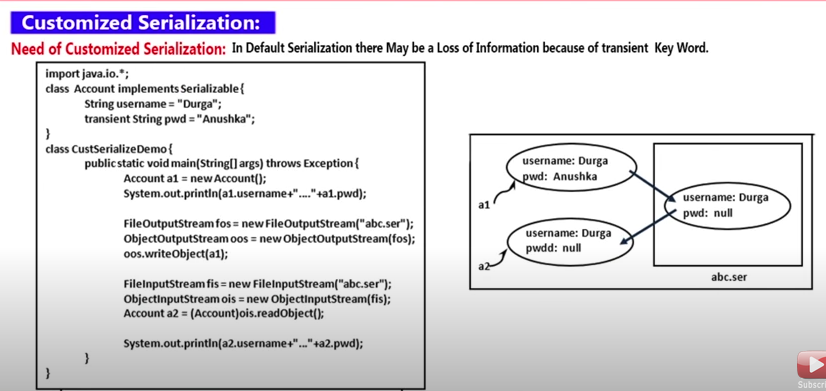 Customized Serialization:
Need of Customized Serialization: In Default Serialization there May be a Loss of Information because of transient Key Word.
import java.io.*;
class Account implements Serializable{
String username = "Durga";
transient String pwd = "Anushka";
}
class CustSerializeDemo{
public static void main(String[] args) throws Exception{
Account a1 = new Account();
System.out.println(a1.username+"...."+a1.pwd);
FileOutputStream fos = new FileOutputStream("abc.ser");
ObjectOutputStream oos = new ObjectOutputStream(fos);
oos.writeObject(a1);
FileInputStream fis = new FileInputStream("abc.ser");
ObjectInputStream ois = new ObjectInputStream(fis);
Account a2 = (Account)ois.readObject();
System.out.println(a2.username+"..."+a2.pwd);
}
}
username: Durga
pwd: Anushka
a1
username: Durga
pwd: null
username: Durga
pwdd: null
a2
abc.ser
Subscri